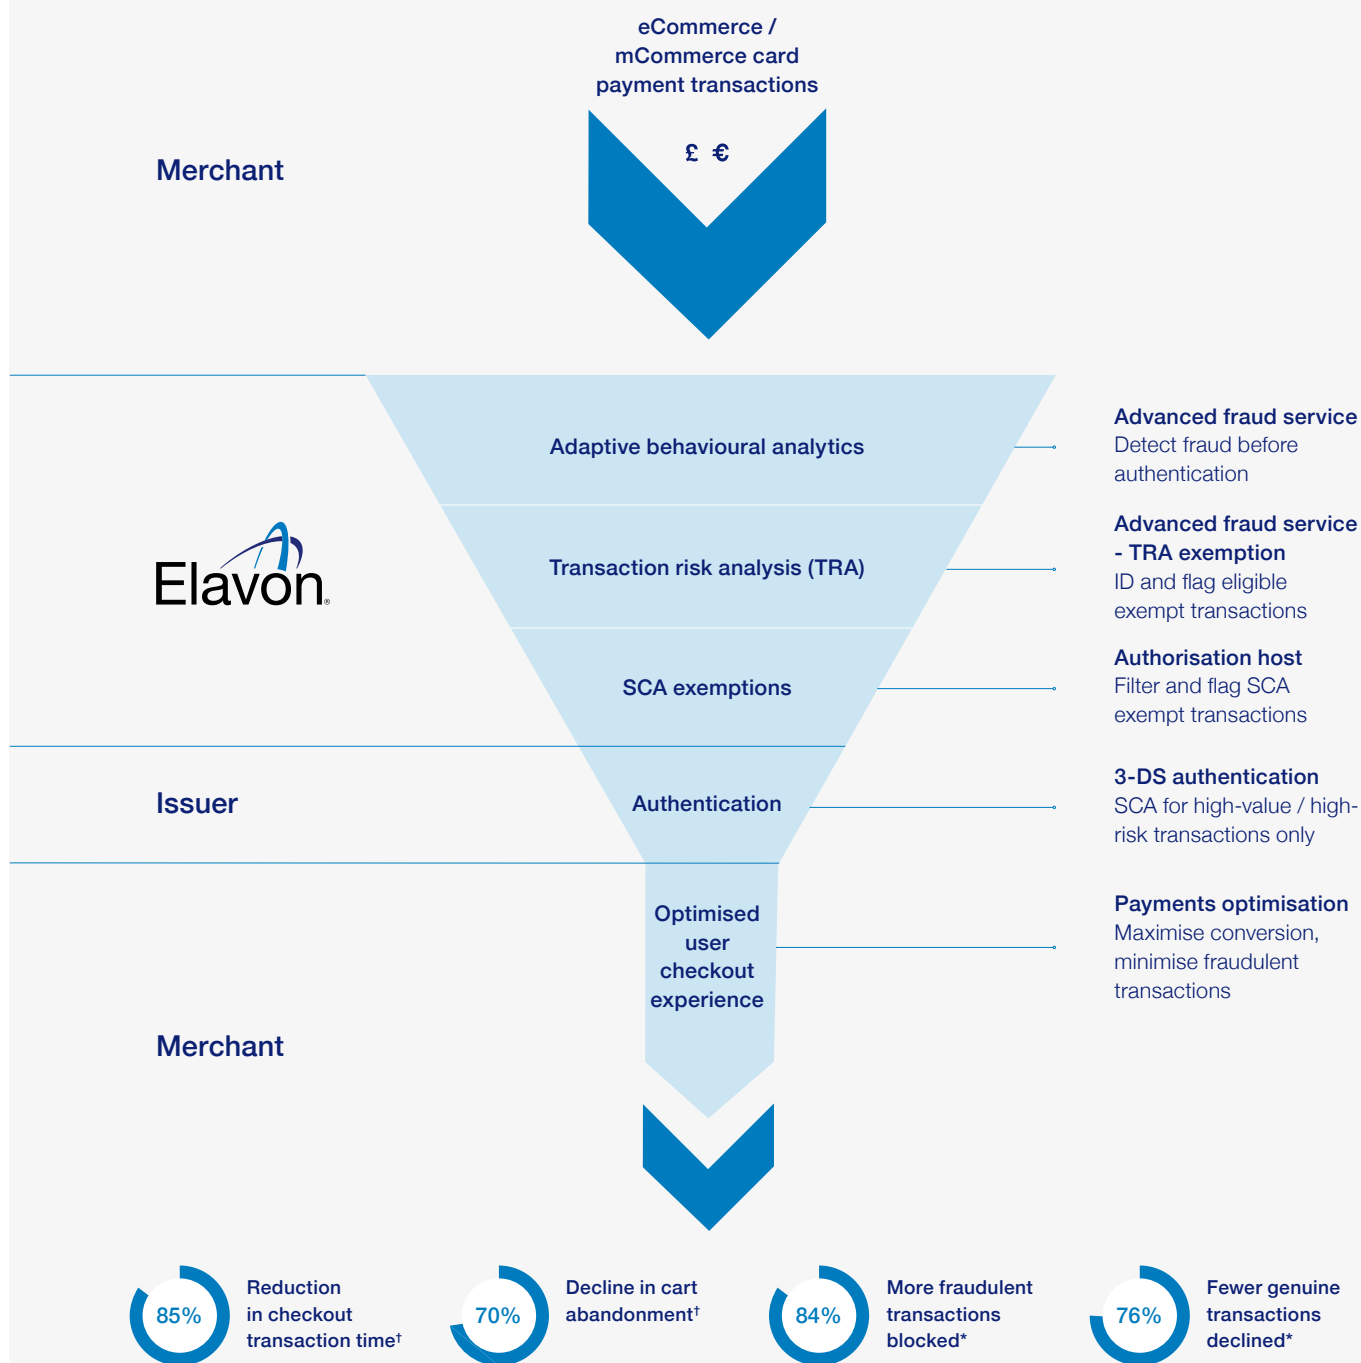 eCommerce /
mCommerce card
payment transactions
£ €
Merchant
Adaptive behavioural analytics
Advanced fraud service
Detect fraud before
authentication
Elavon®
Transaction risk analysis (TRA)
Advanced fraud service
- TRA exemption
ID and flag eligible
exempt transactions
SCA exemptions
Authorisation host
Filter and flag SCA
exempt transactions
Issuer
Authentication
3-DS authentication
SCA for high-value / high-
risk transactions only
Optimised
user
checkout
experience
Payments optimisation
Maximise conversion,
minimise fraudulent
transactions
Merchant
85%
Reduction
in checkout
transaction time†
70%
Decline in cart
abandonment†
84%
More fraudulent
transactions
blocked*
76%
Fewer genuine
transactions
declined*